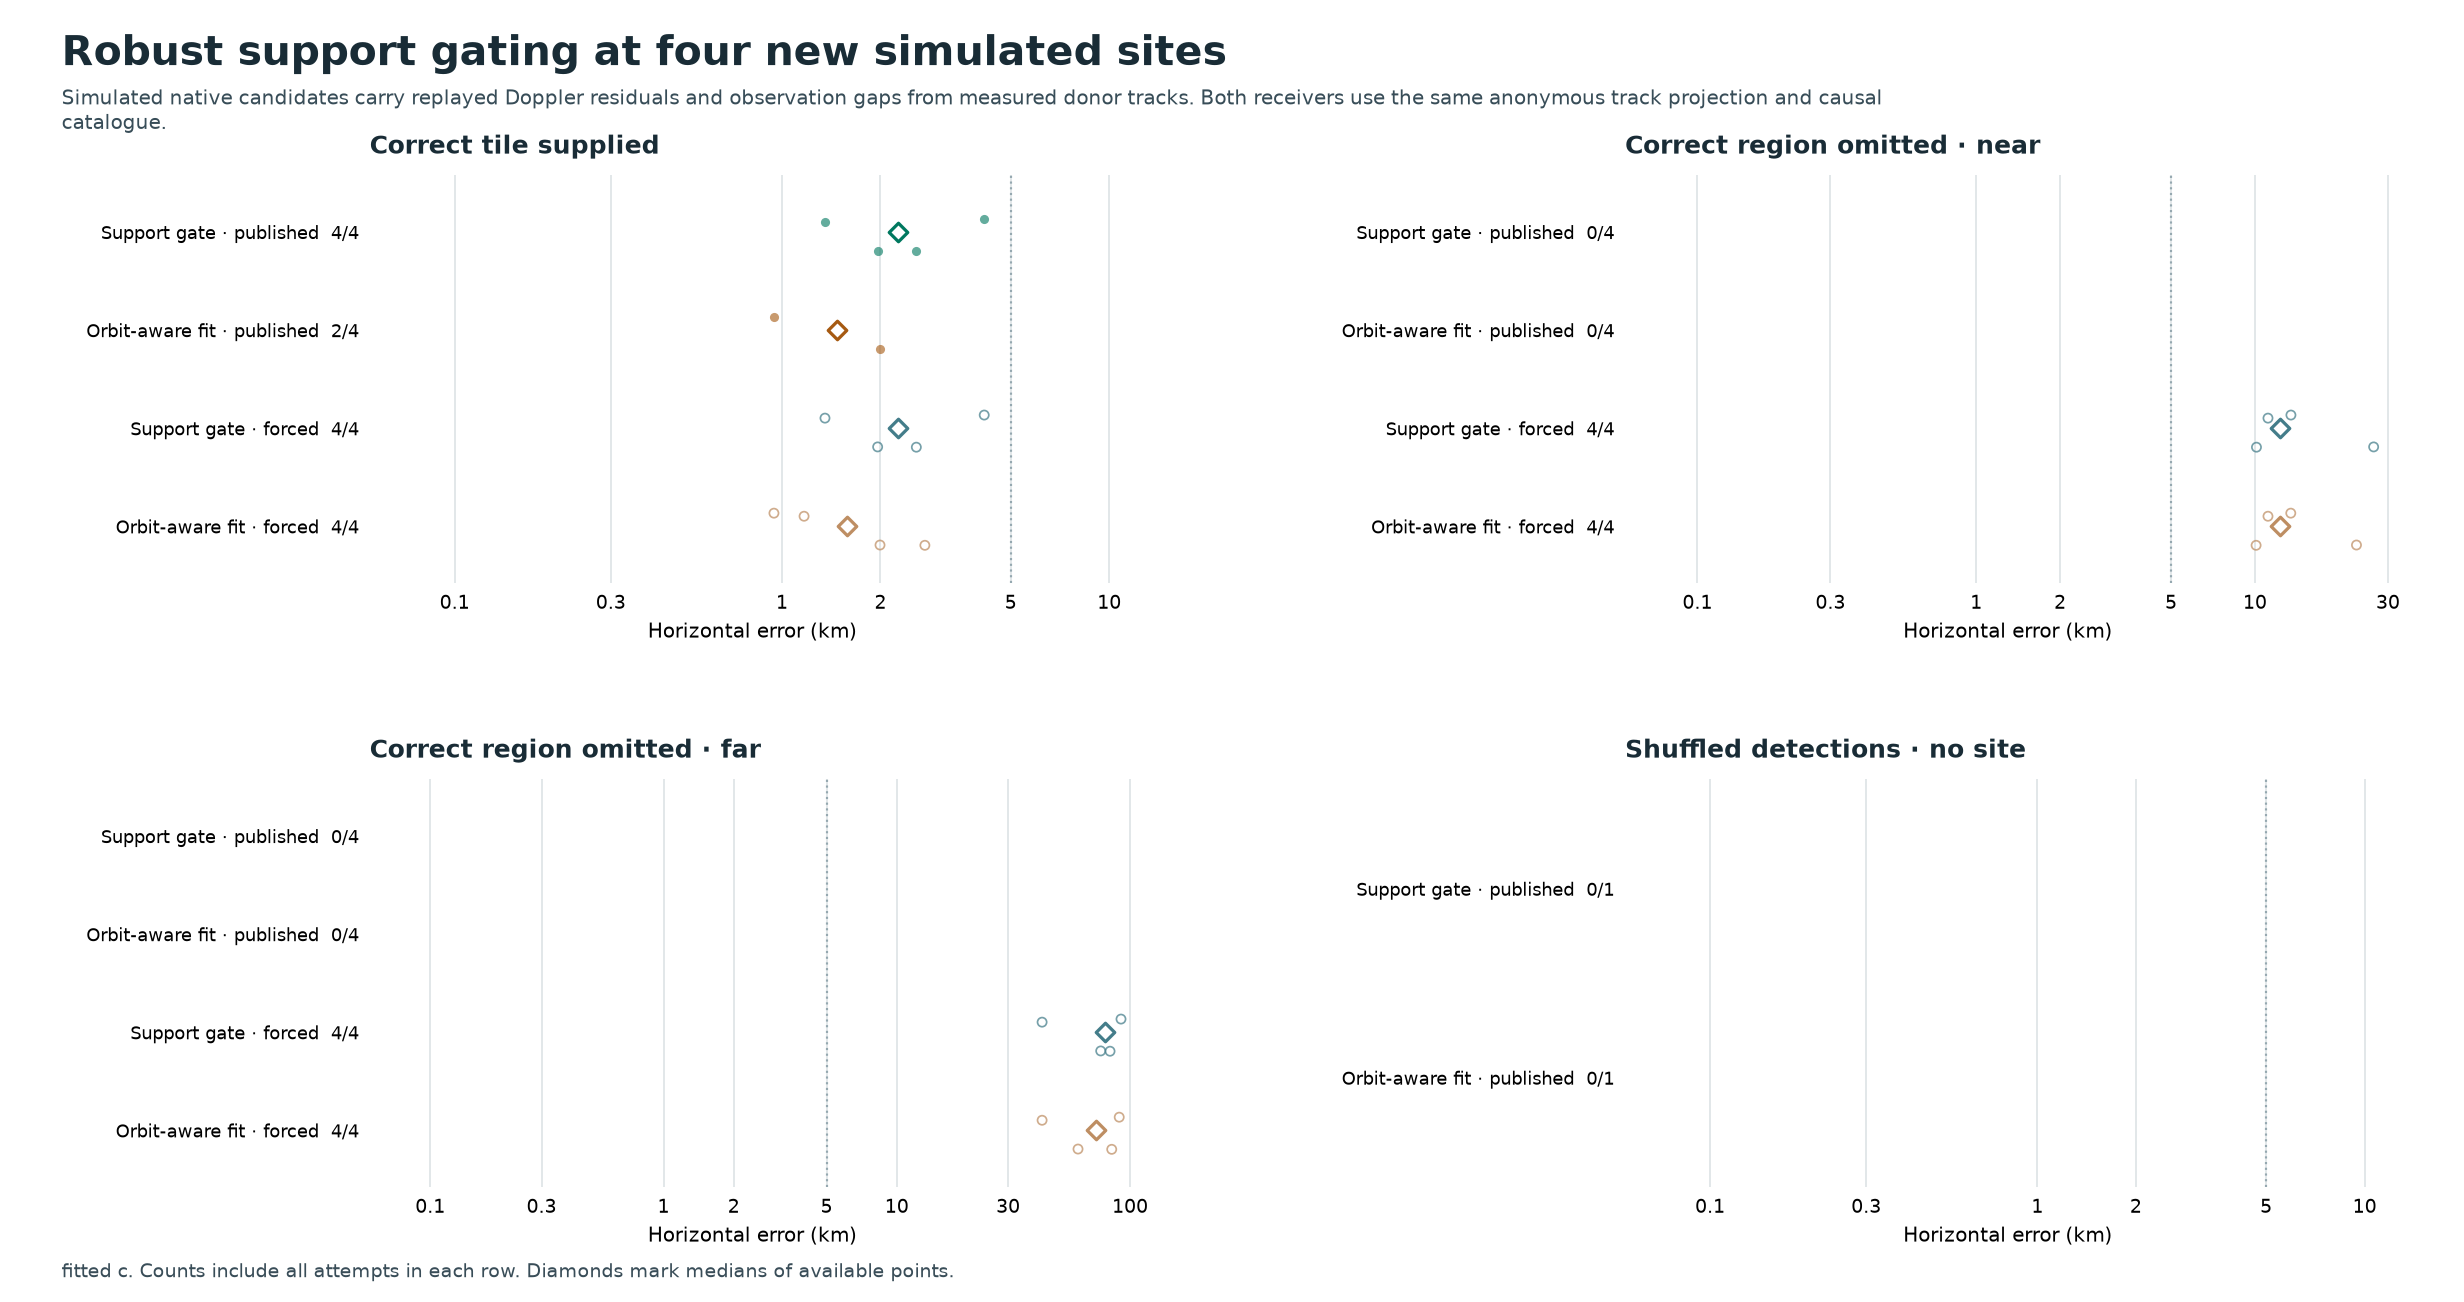 Robust support gating at four new simulated sites
Simulated native candidates carry replayed Doppler residuals and observation gaps from measured donor tracks. Both receivers use the same anonymous track projection and causal
catalogue.
Correct tile supplied
Support gate · published 4/4
Orbit-aware fit · published 2/4
Support gate · forced 4/4
Orbit-aware fit · forced 4/4
0.1 0.3 1 2 5 10
Horizontal error (km)
Correct region omitted · near
Support gate · published 0/4
Orbit-aware fit · published 0/4
Support gate · forced 4/4
Orbit-aware fit · forced 4/4
0.1 0.3 1 2 5 10 30
Horizontal error (km)
Correct region omitted · far
Support gate · published 0/4
Orbit-aware fit · published 0/4
Support gate · forced 4/4
Orbit-aware fit · forced 4/4
0.1 0.3 1 2 5 10 30 100
Horizontal error (km)
Shuffled detections · no site
Support gate · published 0/1
Orbit-aware fit · published 0/1
0.1 0.3 1 2 5 10
Horizontal error (km)
fitted c. Counts include all attempts in each row. Diamonds mark medians of available points.